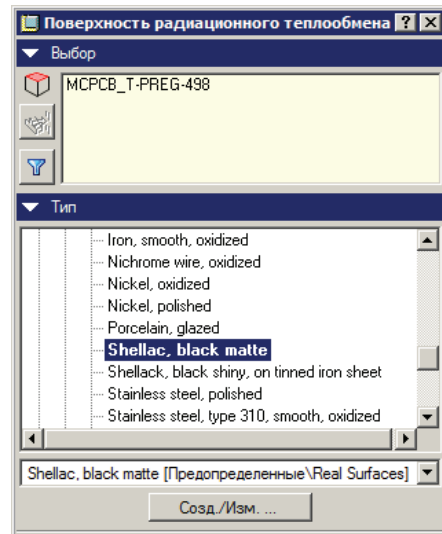 Поверхность радиационного теплообмена
Выбор
MCPCB_T-PREG-498
Тип
Iron, smooth, oxidized
Nichrome wire, oxidized
Nickel, oxidized
Nickel, polished
Porcelain, glazed
Shellac, black matte
Shellack, black shiny, on tinned iron sheet
Stainless steel, polished
Stainless steel, type 310, smooth, oxidized
Shellac, black matte [Предопределенные\Real Surfaces]
Созд./Изм. ...